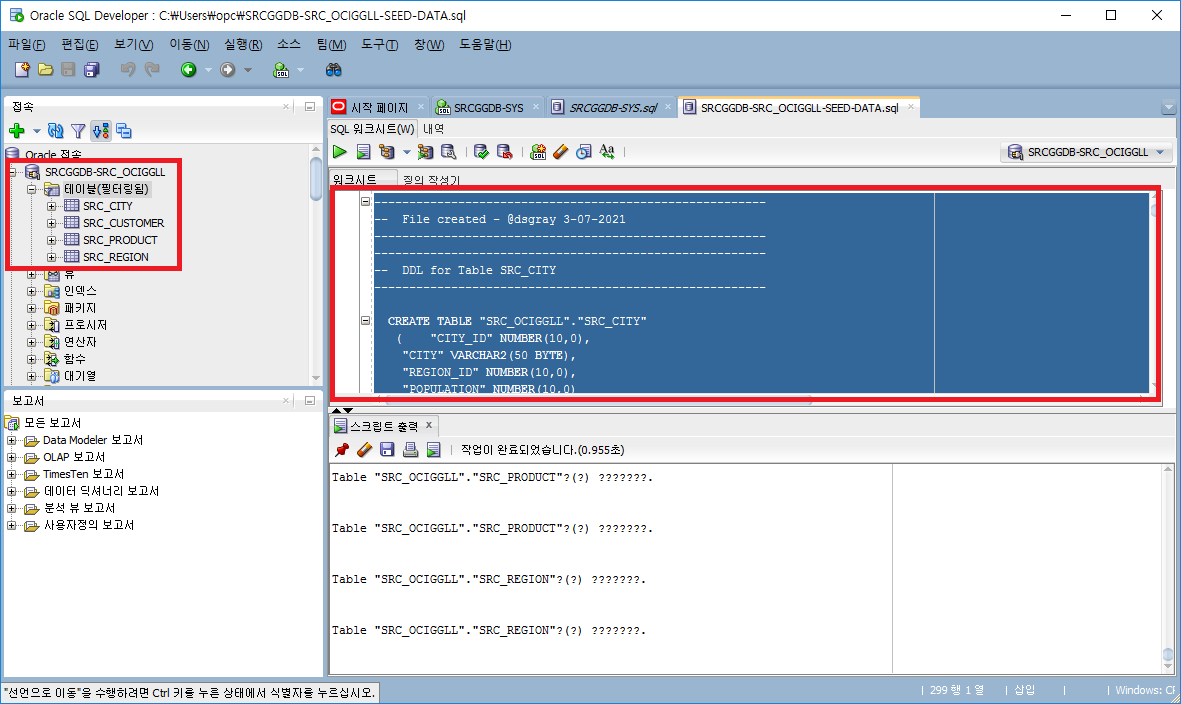 Oracle SQL Developer : C:₩Users₩opc₩SRCGGDB-SRC_OCIGGLL-SEED-DATA.sql
파일(F) 편집(E) 보기(V) 이동(N) 실행(R) 소스 팀(M) 도구(T) 창(W) 도움말(H)
접속
Oracle 접속
SRCGGDB-SRC_OCIGGLL
테이블(필터링됨)
SRC_CITY
SRC_CUSTOMER
SRC_PRODUCT
SRC_REGION
뷰
인덱스
패키지
프로시저
연산자
함수
대기열
보고서
모든 보고서
Data Modeler 보고서
OLAP 보고서
TimesTen 보고서
데이터 딕셔너리 보고서
분석 뷰 보고서
사용자정의 보고서
시작 페이지 SRCGGDB-SYS SRCGGDB-SYS.sql SRCGGDB-SRC_OCIGGLL-SEED-DATA.sql
SQL 워크시트(W) 내역
SRCGGDB-SRC_OCIGGLL
워크시트 질의 작성기
--------------------------------------------------------
--  File created - @dsgray 3-07-2021
--------------------------------------------------------
--------------------------------------------------------
--  DDL for Table SRC_CITY
--------------------------------------------------------
CREATE TABLE "SRC_OCIGGLL"."SRC_CITY"
( "CITY_ID" NUMBER(10,0),
"CITY" VARCHAR2(50 BYTE),
"REGION_ID" NUMBER(10,0),
"POPULATION" NUMBER(10,0)
스크립트 출력
작업이 완료되었습니다.(0.955초)
Table "SRC_OCIGGLL"."SRC_PRODUCT"?(?) ???????.
Table "SRC_OCIGGLL"."SRC_PRODUCT"?(?) ???????.
Table "SRC_OCIGGLL"."SRC_REGION"?(?) ???????.
Table "SRC_OCIGGLL"."SRC_REGION"?(?) ???????.
"선언으로 이동"을 수행하려면 Ctrl 키를 누른 상태에서 식별자를 누르십시오.
299 행 1 열 삽입 Windows: CF